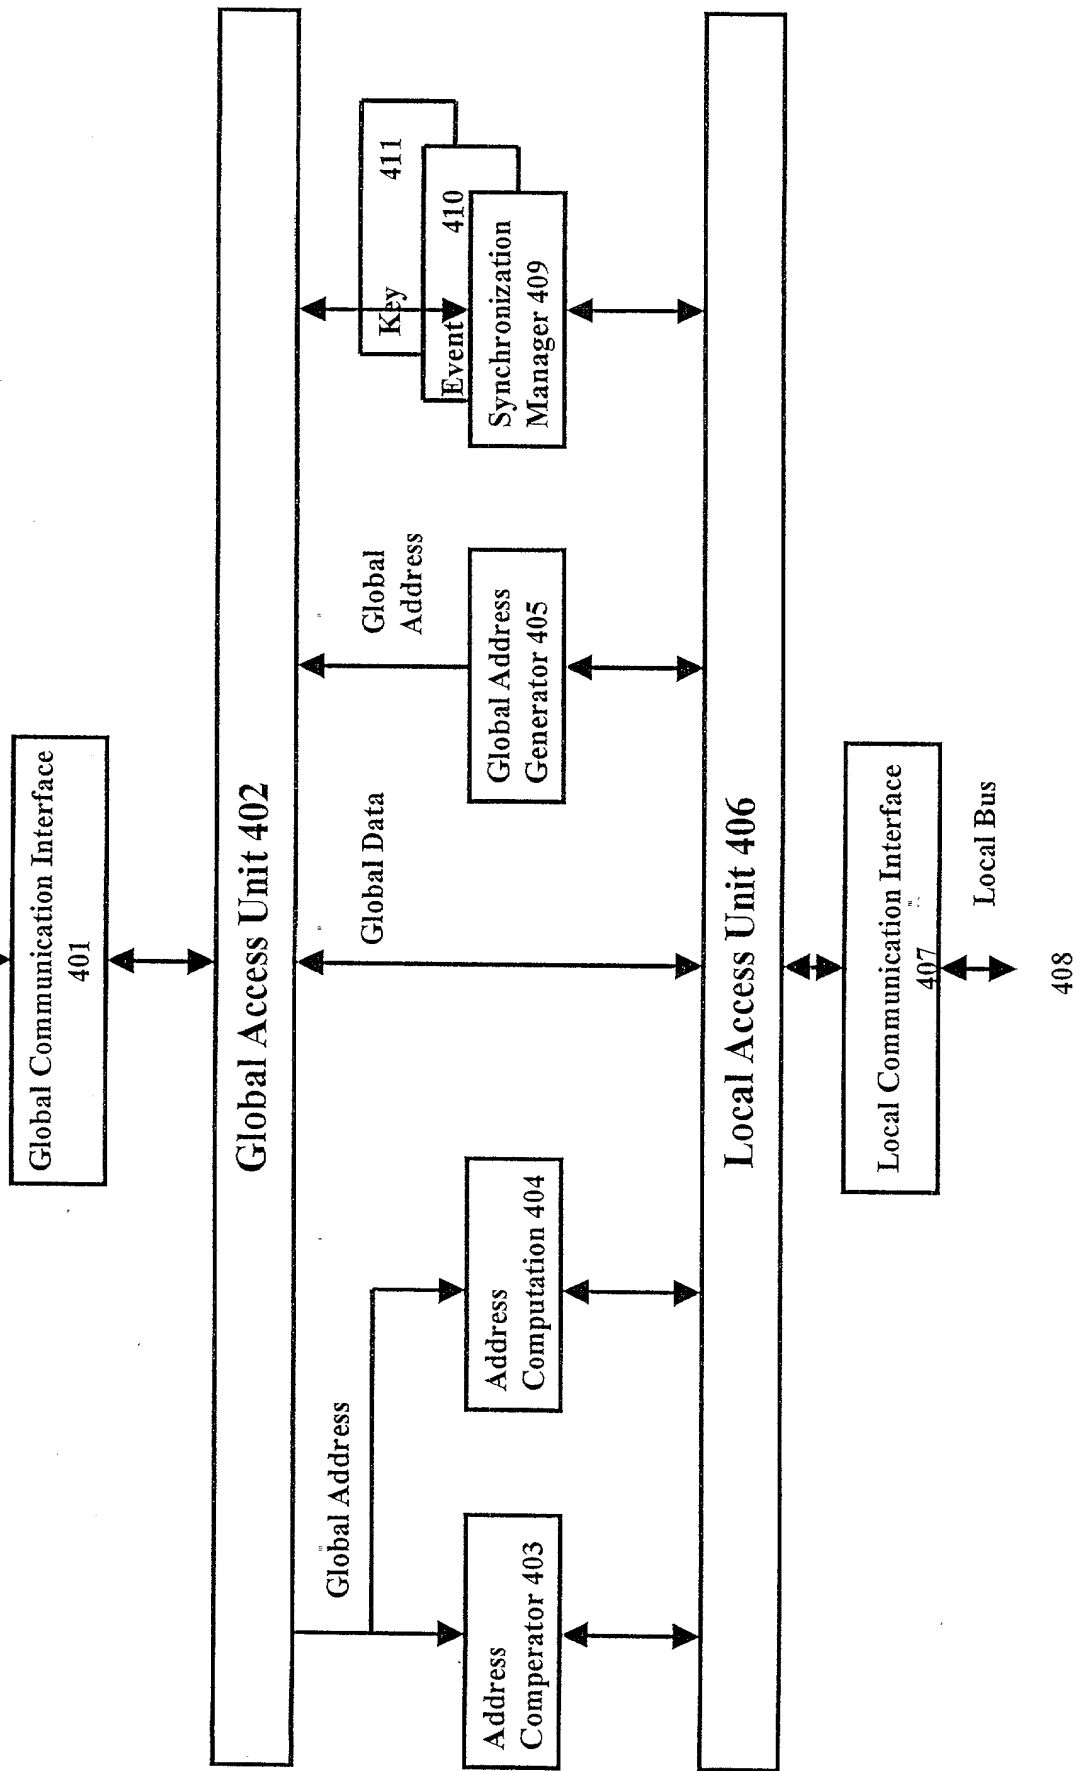 Global Communication Interface
401
Global Access Unit 402
Global Address
Address
Comperator 403
Address
Computation 404
Global Data
Global
Address
Global Address
Generator 405
Key
411
Event
410
Synchronization
Manager 409
Local Access Unit 406
Local Communication Interface
407
Local Bus
408